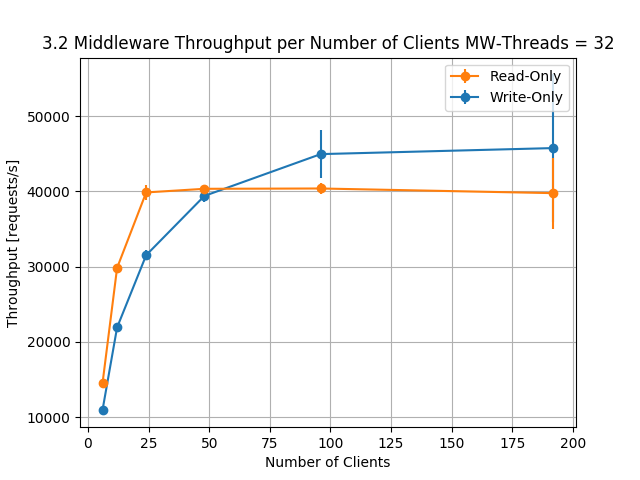 3.2 Middleware Throughput per Number of Clients MW-Threads = 32
Read-Only
Write-Only
Throughput [requests/s]
50000
40000
30000
20000
10000
0 25 50 75 100 125 150 175 200
Number of Clients